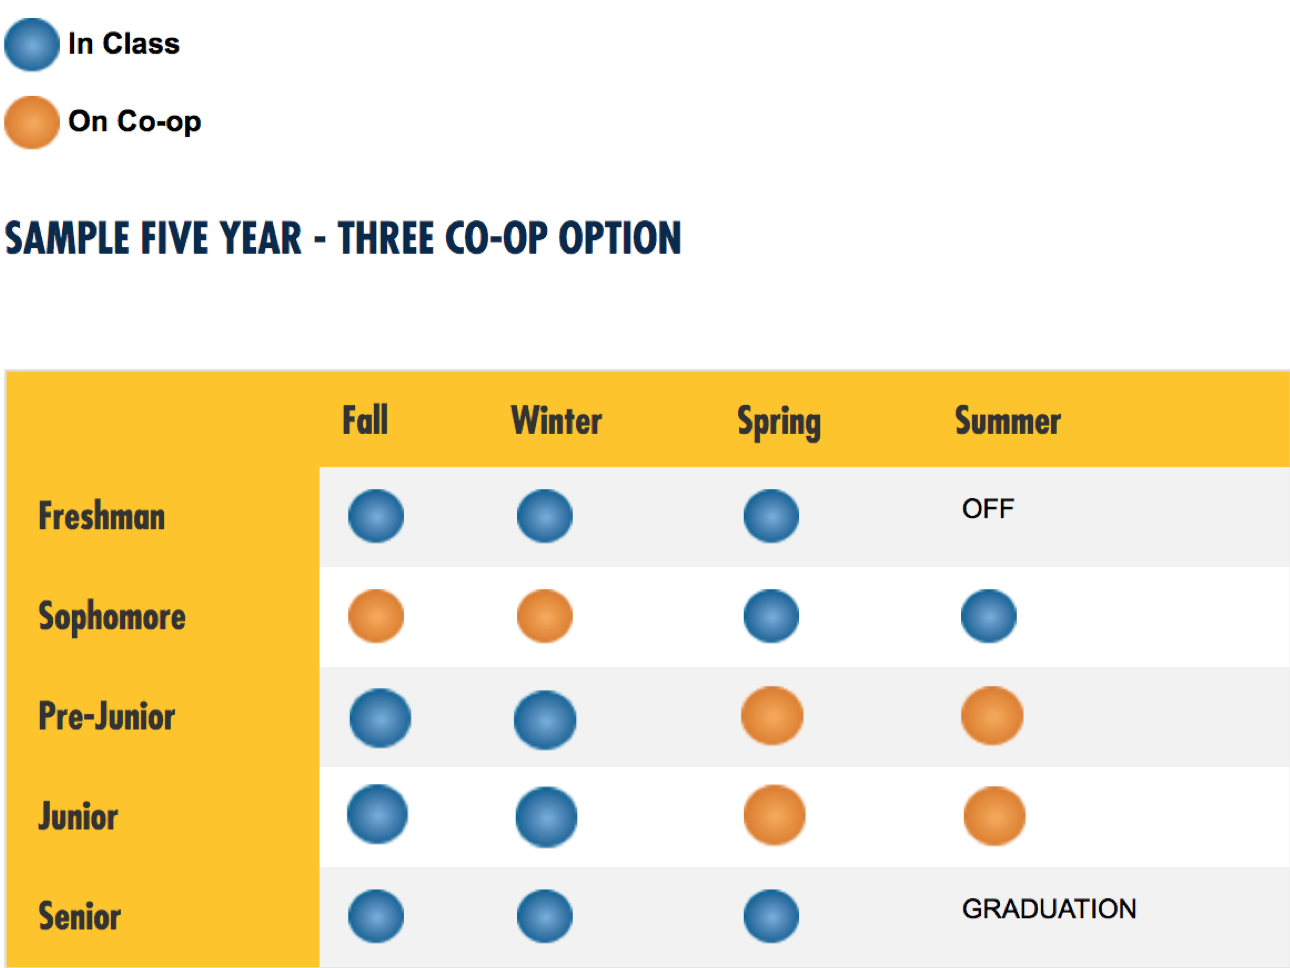 In Class
On Co-op
SAMPLE FIVE YEAR - THREE CO-OP OPTION
Fall Winter Spring Summer
Freshman OFF
Sophomore
Pre-Junior
Junior
Senior GRADUATION